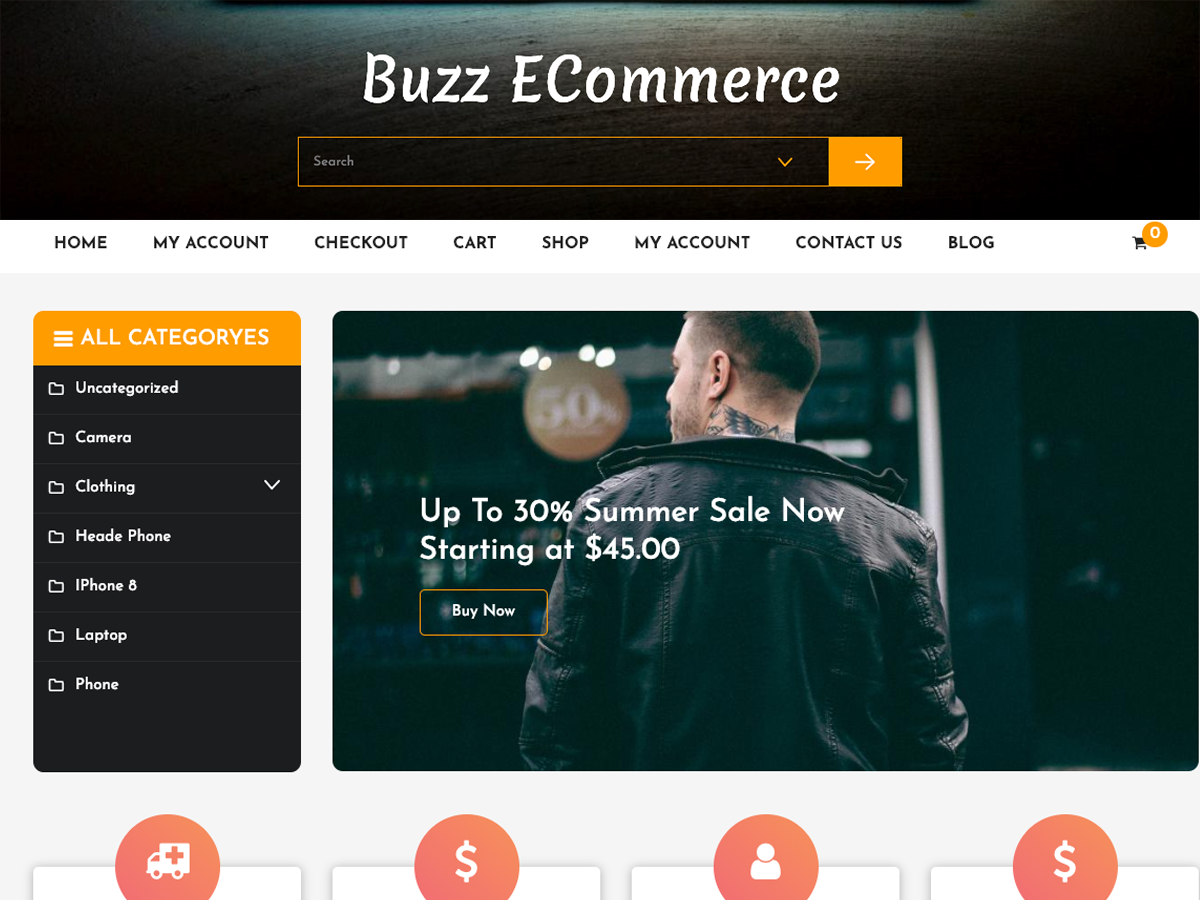 Buzz ECommerce
Search
HOME MY ACCOUNT CHECKOUT CART SHOP MY ACCOUNT CONTACT US BLOG 0
ALL CATEGORYES
Uncategorized
Camera
Clothing
Heade Phone
IPhone 8
Laptop
Phone
50%
Up To 30% Summer Sale Now
Starting at $45.00
Buy Now